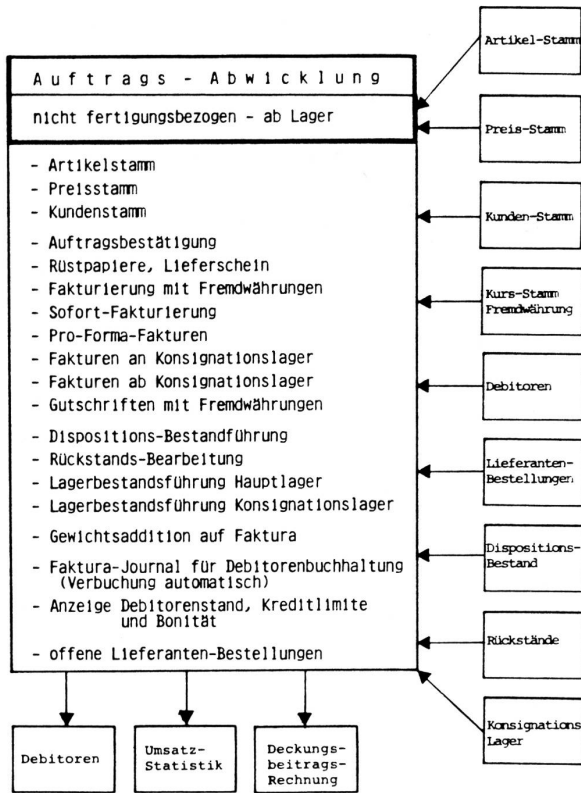 Auftrags - Abwicklung
nicht fertigungsbezogen - ab Lager
- Artikelstamm
- Preisstamm
- Kundenstamm
- Auftragsbestätigung
- Rüstpapiere, Lieferschein
- Fakturierung mit Fremdwährungen
- Sofort-Fakturierung
- Pro-Forma-Fakturen
- Fakturen an Konsignationslager
- Fakturen ab Konsignationslager
- Gutschriften mit Fremdwährungen
- Dispositions-Bestandführung
- Rückstands-Bearbeitung
- Lagerbestandsführung Hauptlager
- Lagerbestandsführung Konsignationslager
- Gewichtsaddition auf Faktura
- Faktura-Journal für Debitorenbuchhaltung
(Verbuchung automatisch)
- Anzeige Debitorenstand, Kreditlimite
und Bonität
- offene Lieferanten-Bestellungen
Artikel-Stamm
Preis-Stamm
Kunden-Stamm
Kurs-Stamm
Fremdwährung
Debitoren
Lieferanten-
Bestellungen
Dispositions-
Bestand
Rückstände
Konsignations
Lager
Debitoren
Umsatz-
Statistik
Deckungs-
beitrags-
Rechnung